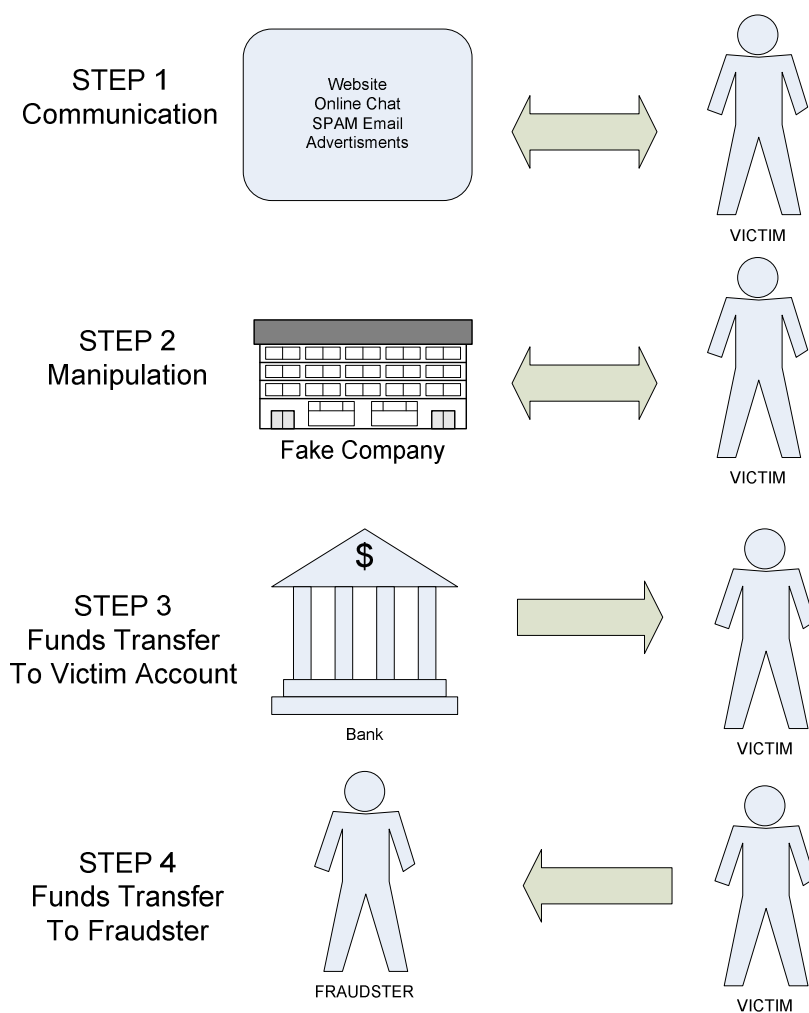 STEP 1
Communication
Website
Online Chat
SPAM Email
Advertisments
VICTIM
STEP 2
Manipulation
Fake Company
VICTIM
STEP 3
Funds Transfer
To Victim Account
$
Bank
VICTIM
STEP 4
Funds Transfer
To Fraudster
FRAUDSTER
VICTIM